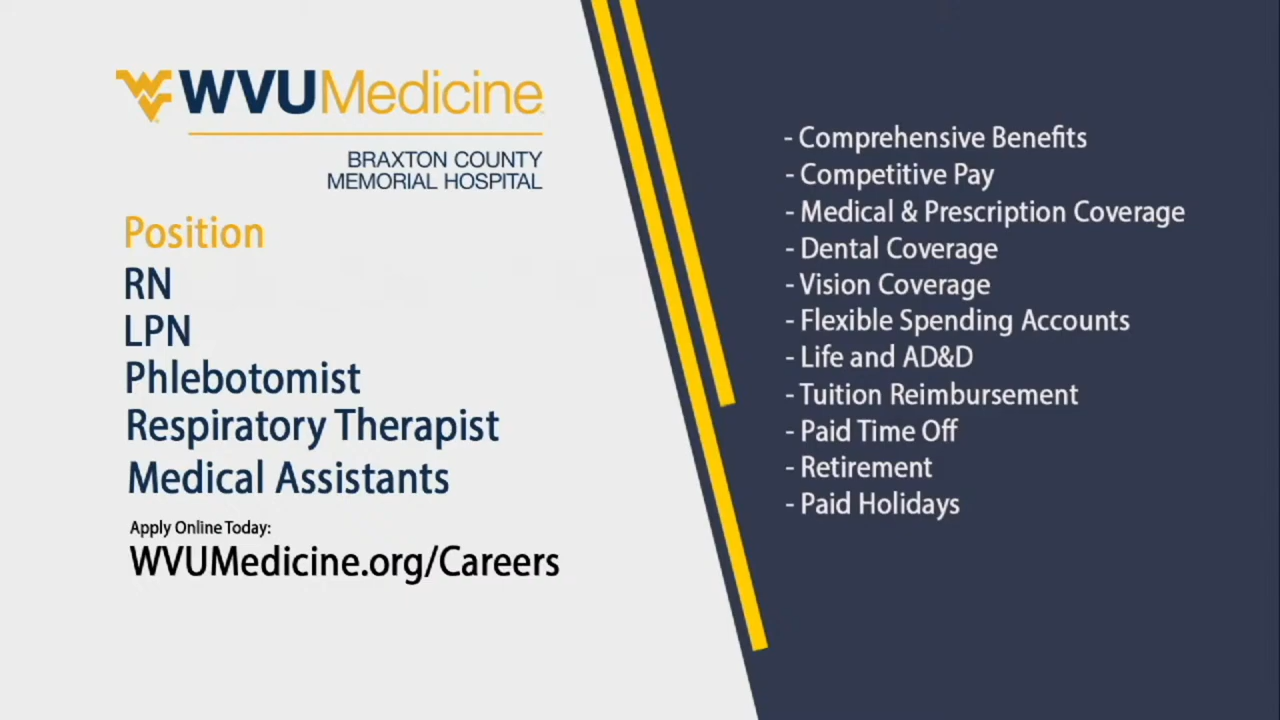 WVUMedicine
BRAXTON COUNTY
MEMORIAL HOSPITAL
Position
RN
LPN
Phlebotomist
Respiratory Therapist
Medical Assistants
Apply Online Today:
WVUMedicine.org/Careers
- Comprehensive Benefits
- Competitive Pay
- Medical & Prescription Coverage
- Dental Coverage
- Vision Coverage
- Flexible Spending Accounts
- Life and AD&D
- Tuition Reimbursement
- Paid Time Off
- Retirement
- Paid Holidays